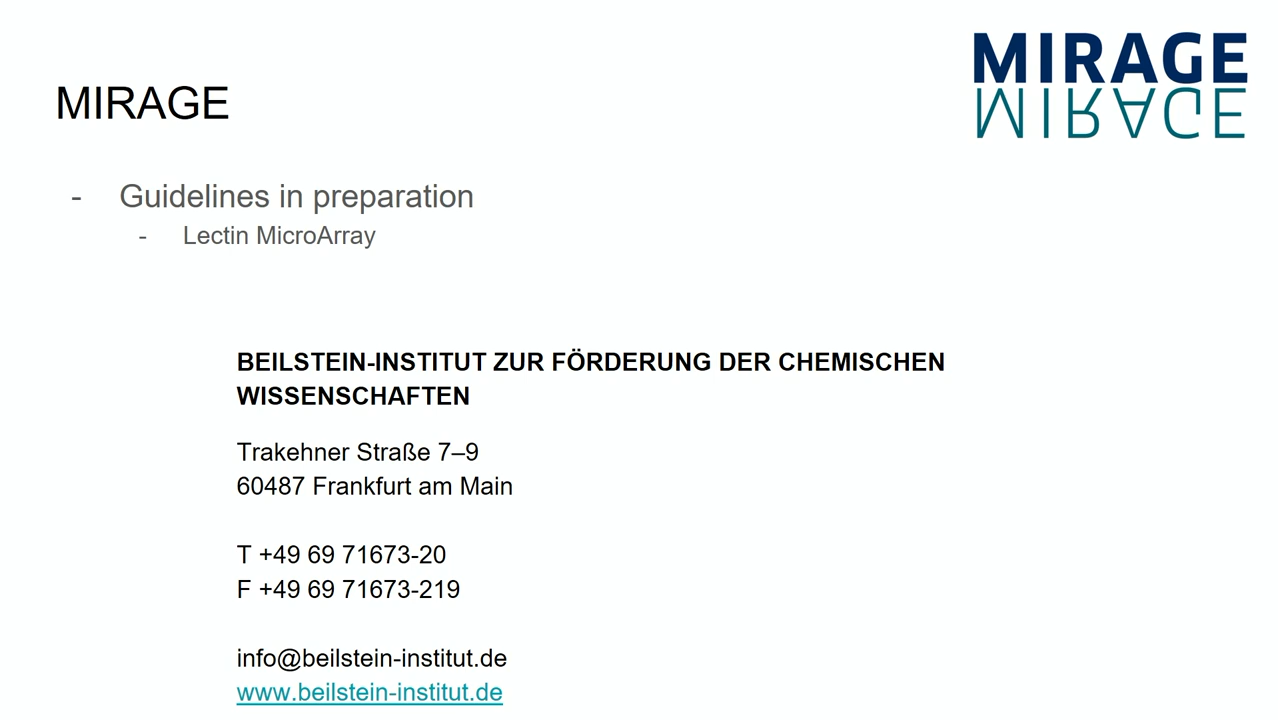 MIRAGE
MIRAGE
MIRAGE
- Guidelines in preparation
- Lectin MicroArray
BEILSTEIN-INSTITUT ZUR FÖRDERUNG DER CHEMISCHEN
WISSENSCHAFTEN
Trakehner Straße 7–9
60487 Frankfurt am Main
T +49 69 71673-20
F +49 69 71673-219
info@beilstein-institut.de
www.beilstein-institut.de